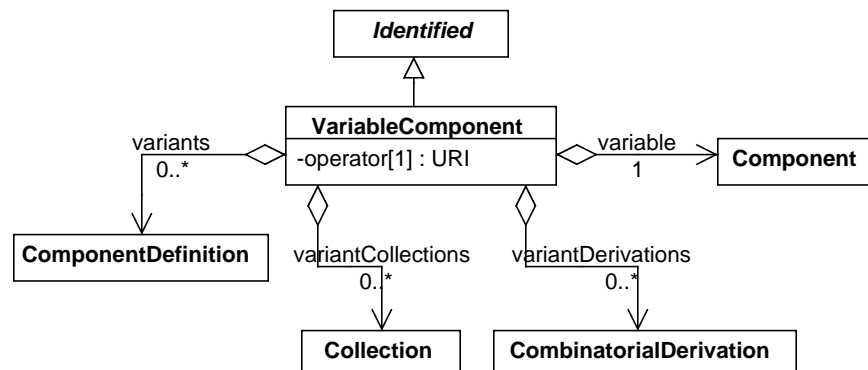 Identified
VariableComponent
-operator[1] : URI
variants
0..*
variable
1
Component
ComponentDefinition
variantCollections
0..*
variantDerivations
0..*
Collection
CombinatorialDerivation